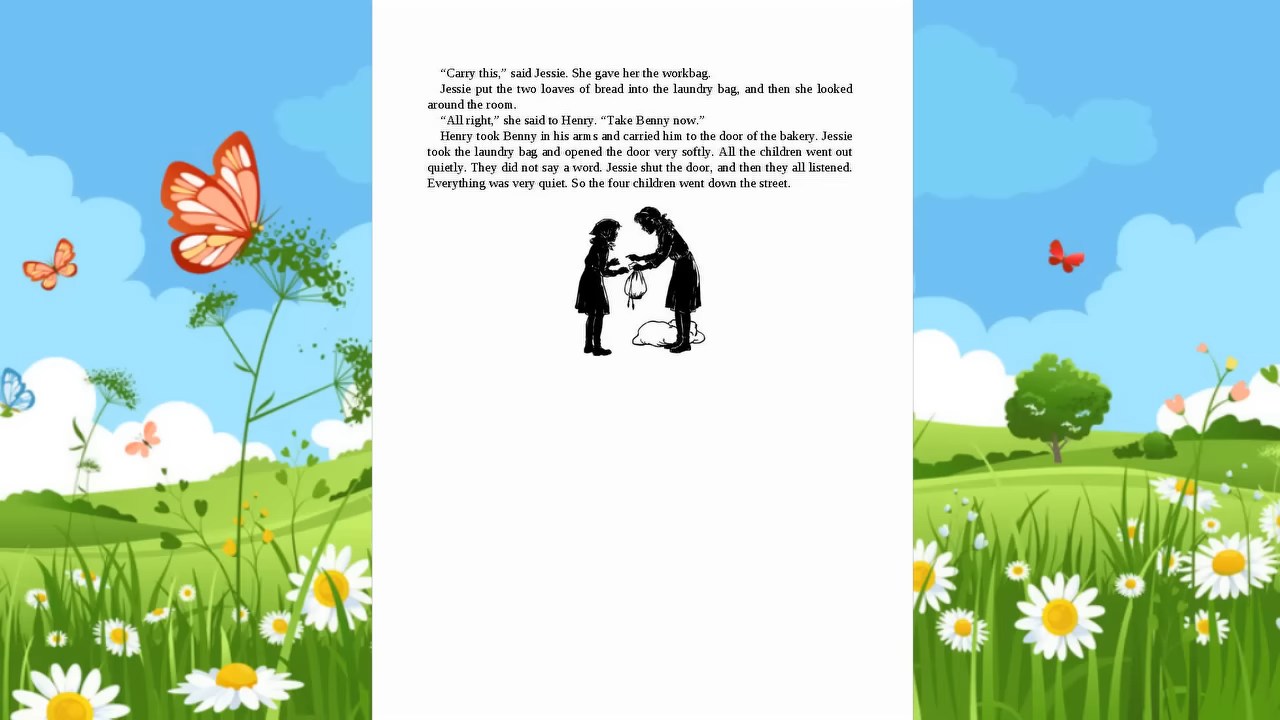 “Carry this,” said Jessie. She gave her the workbag.
Jessie put the two loaves of bread into the laundry bag, and then she looked
around the room.
“All right,” she said to Henry. “Take Benny now.”
Henry took Benny in his arms and carried him to the door of the bakery. Jessie
took the laundry bag and opened the door very softly. All the children went out
quietly. They did not say a word. Jessie shut the door, and then they all listened.
Everything was very quiet. So the four children went down the street.